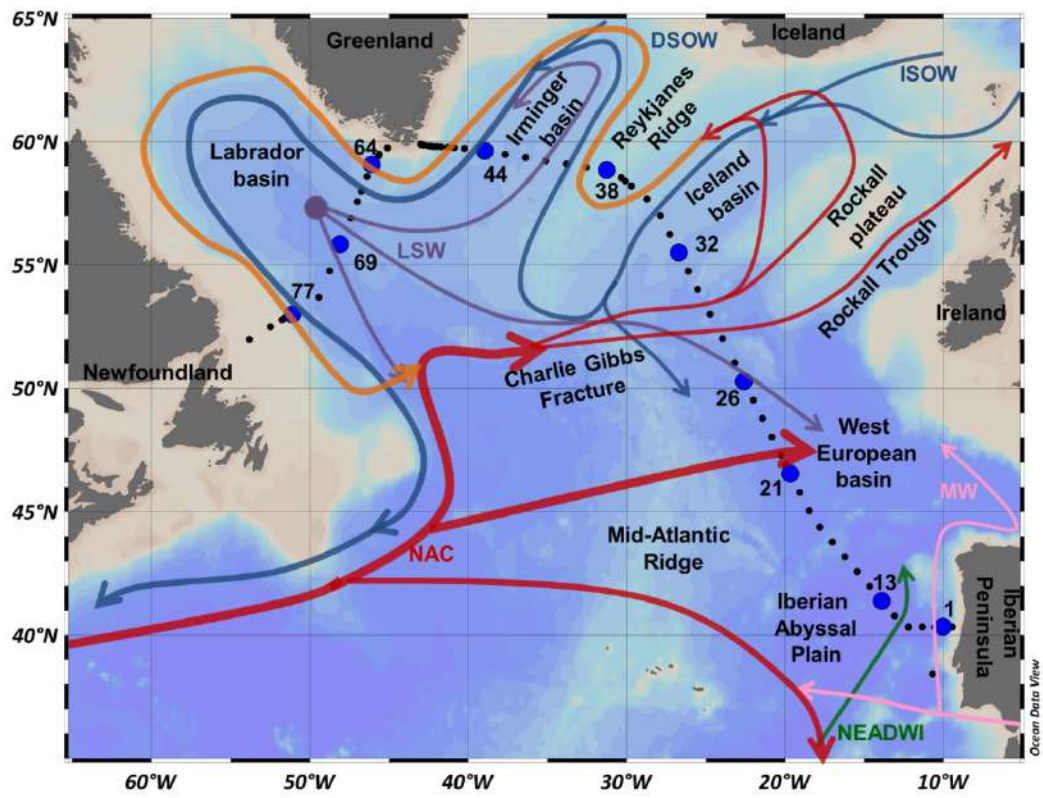 65°N
60°N
55°N
50°N
45°N
40°N
60°W
50°W
40°W
30°W
20°W
10°W
Greenland
Iceland
DSOW
ISOW
Irminger
basin
Reykjanes
Ridge
Labrador
basin
64
44
38
Iceland
basin
Rockall
plateau
Rockall Trough
32
LSW
69
77
Ireland
Newfoundland
Charlie Gibbs
Fracture
26
West
European
basin
21
MW
NAC
Mid-Atlantic
Ridge
13
1
Iberian
Abyssal
Plain
Iberian
Peninsula
NEADWI
Ocean Data View